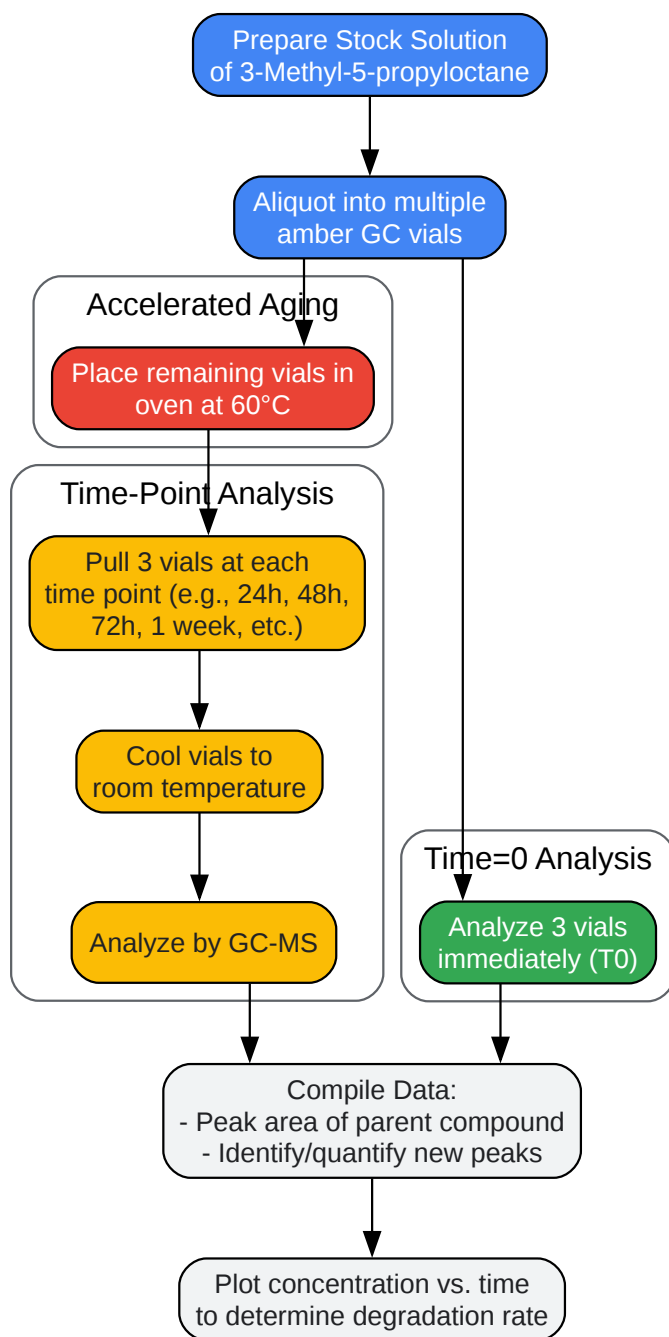 Prepare Stock Solution
of 3-Methyl-5-propyloctane
Aliquot into multiple
amber GC vials
Accelerated Aging
Place remaining vials in
oven at 60°C
Time-Point Analysis
Pull 3 vials at each
time point (e.g., 24h, 48h,
72h, 1 week, etc.)
Cool vials to
room temperature
Analyze by GC-MS
Time=0 Analysis
Analyze 3 vials
immediately (T0)
Compile Data:
- Peak area of parent compound
- Identify/quantify new peaks
Plot concentration vs. time
to determine degradation rate